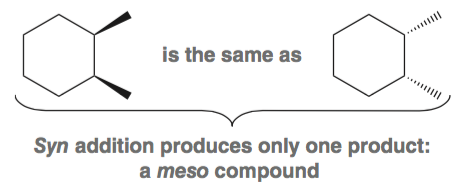 is the same as
Syn addition produces only one product:
a meso compound